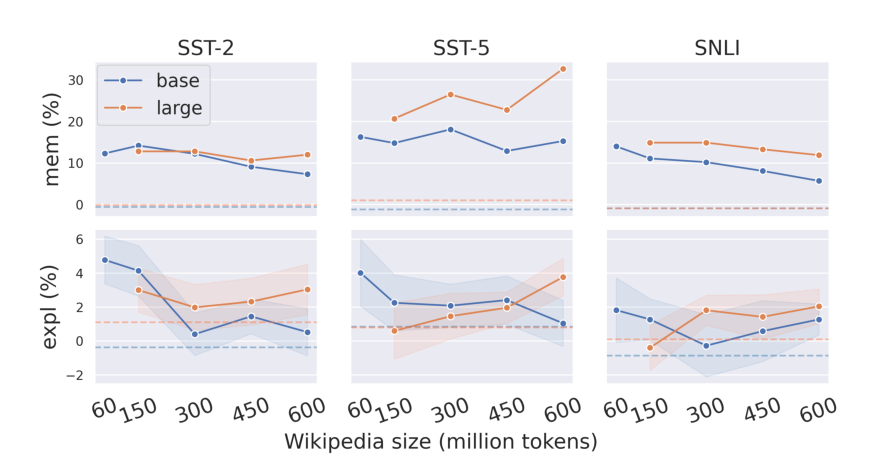 SST-2 SST-5 SNLI
mem (%)
30
20
10
0
base
large
expl (%)
6
4
2
0
−2
60 150 300 450 600 60 150 300 450 600 60 150 300 450 600
Wikipedia size (million tokens)